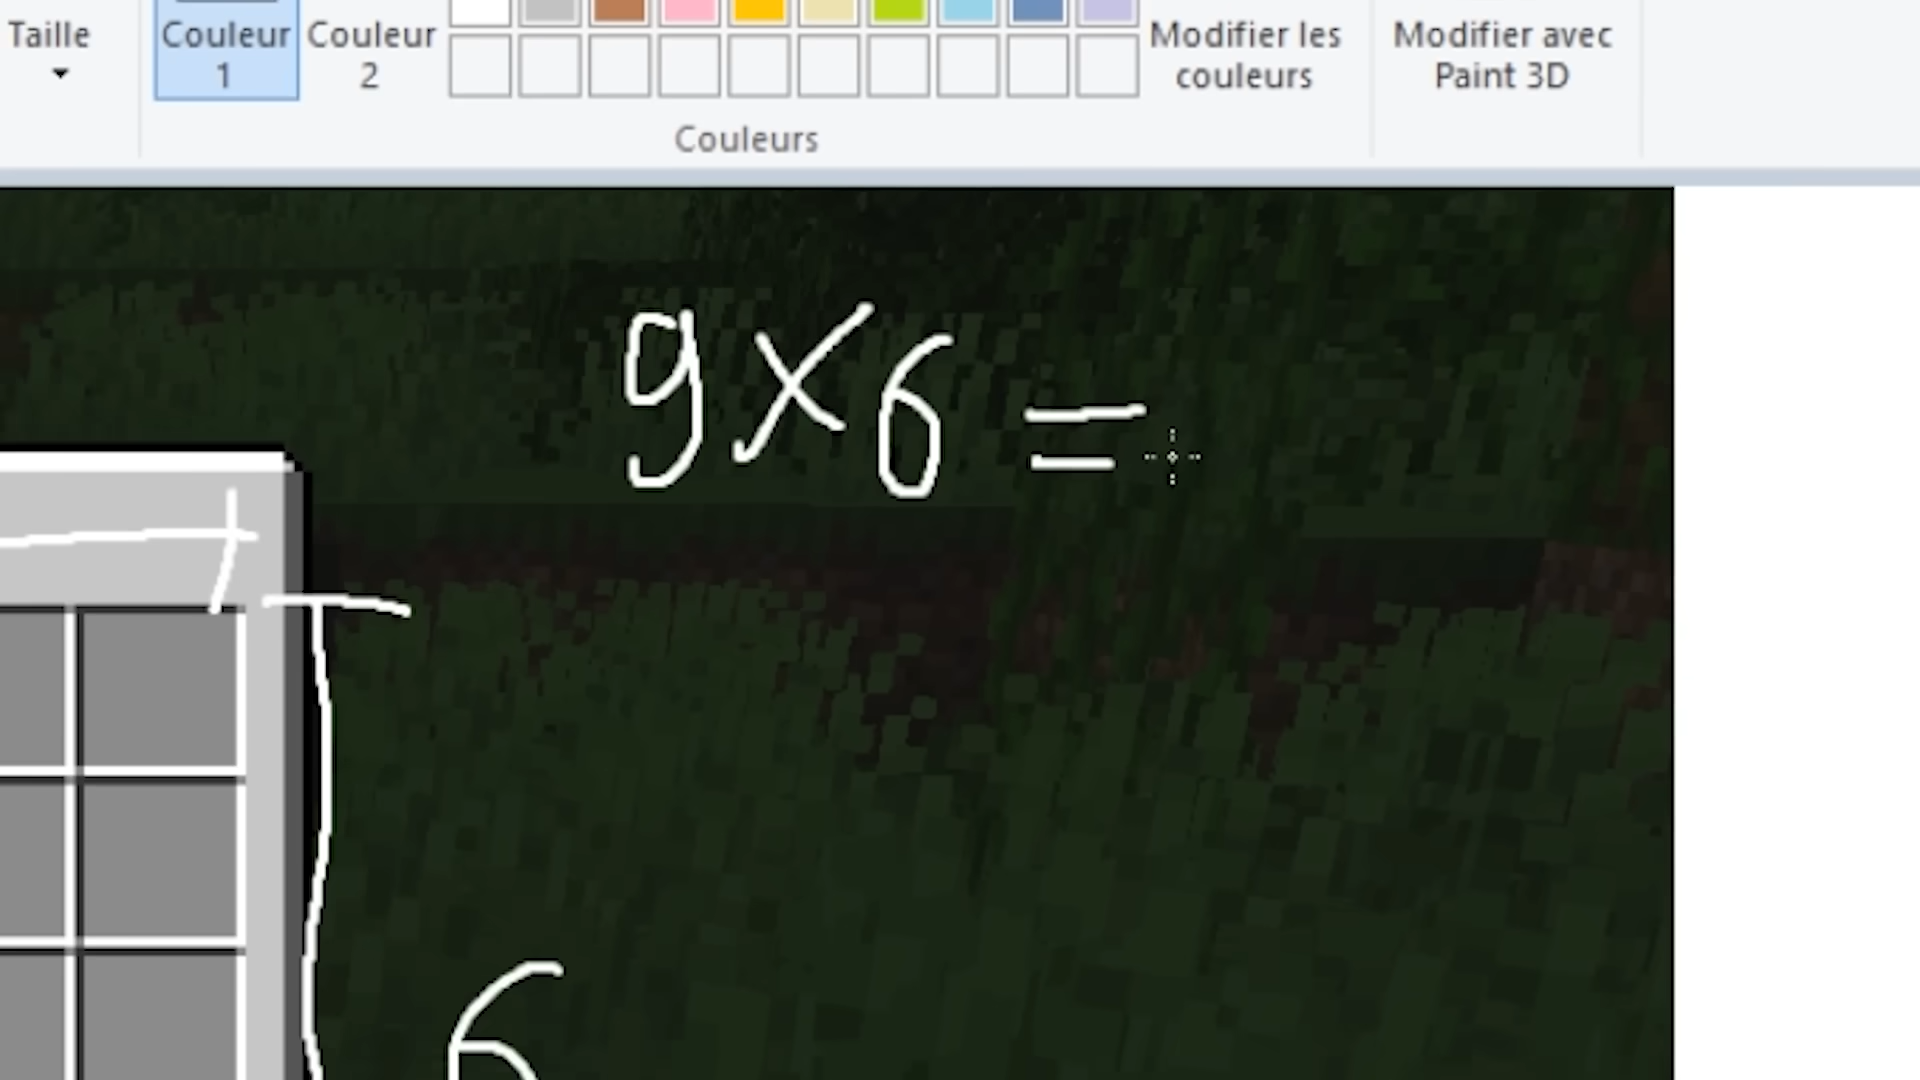 Taille
Couleur
1
Couleur
2
Modifier les
couleurs
Modifier avec
Paint 3D
Couleurs
9x6=
6